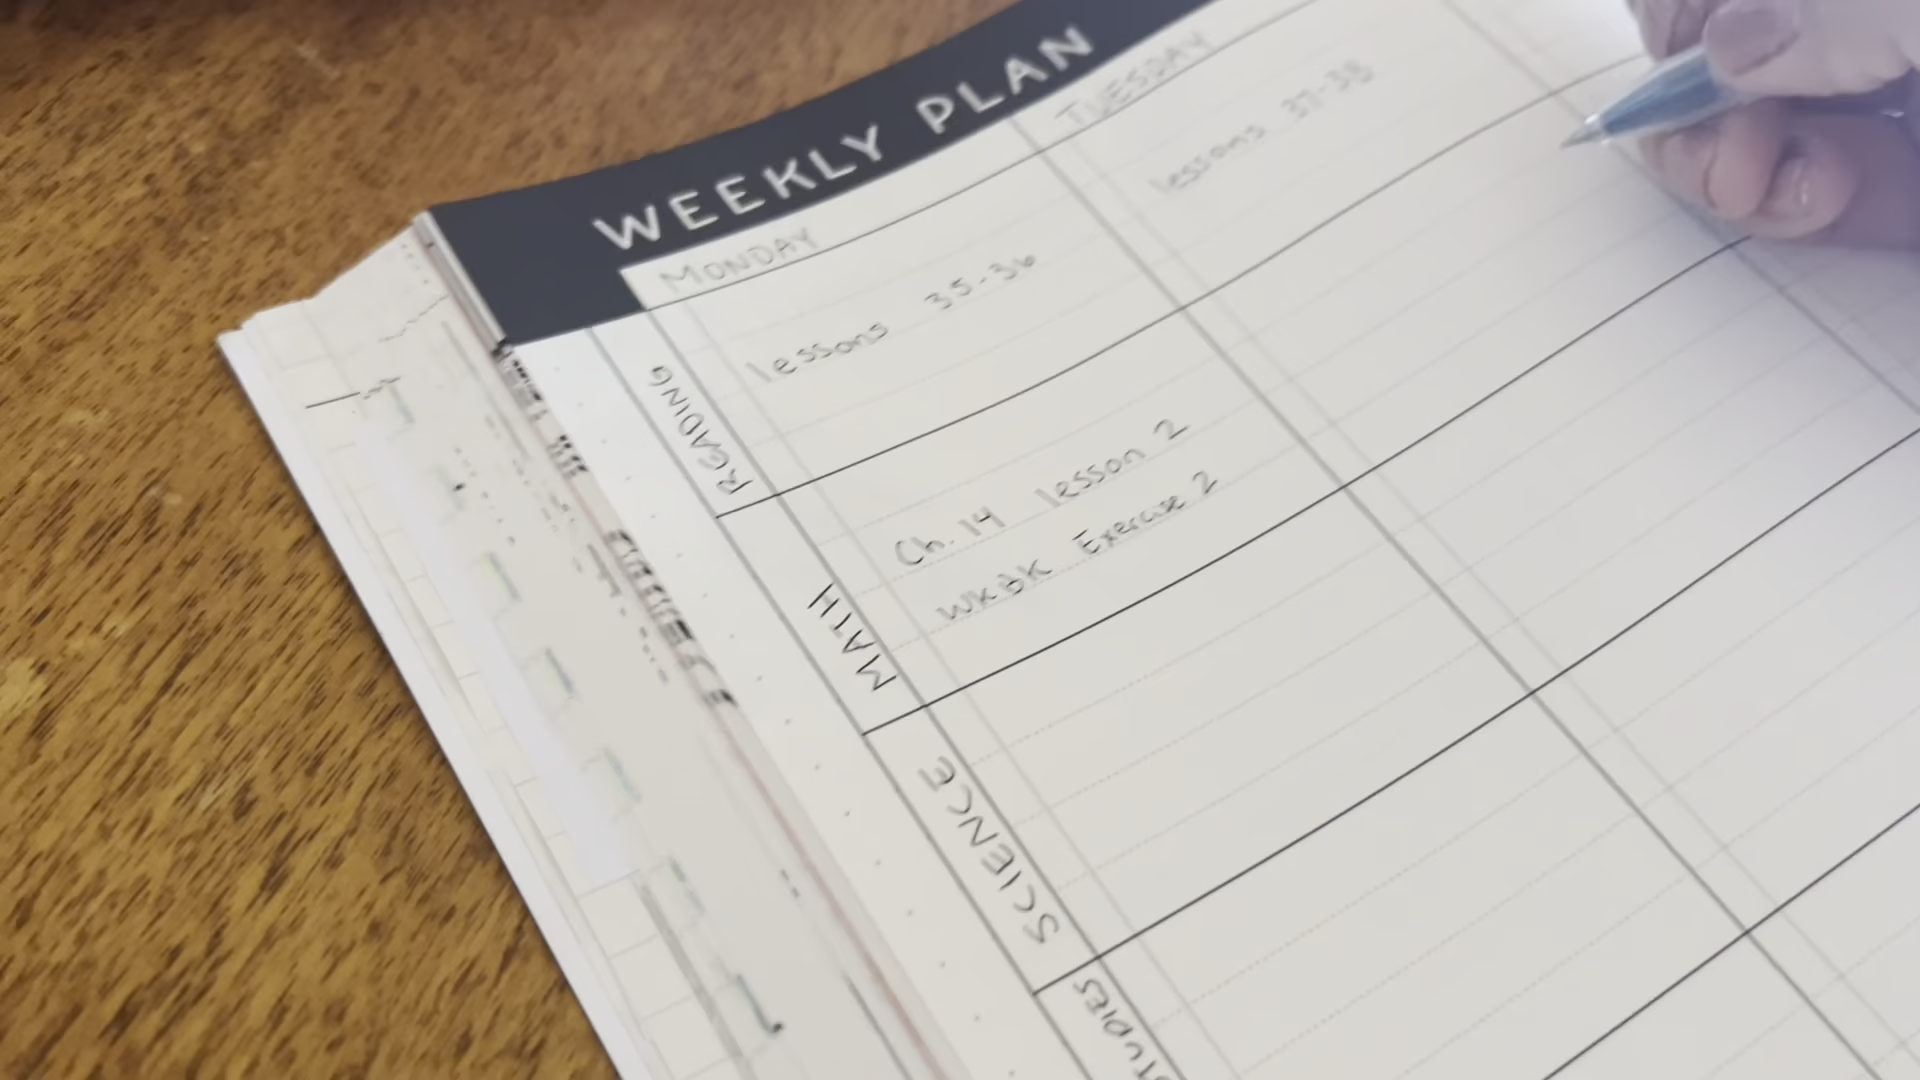 WEEKLY PLAN
MONDAY
TUESDAY
READING
lessons 35-36
lessons 37-38
MATH
Ch. 14 lesson 2
WKBK Exercise 2
SCIENCE
STUDIES